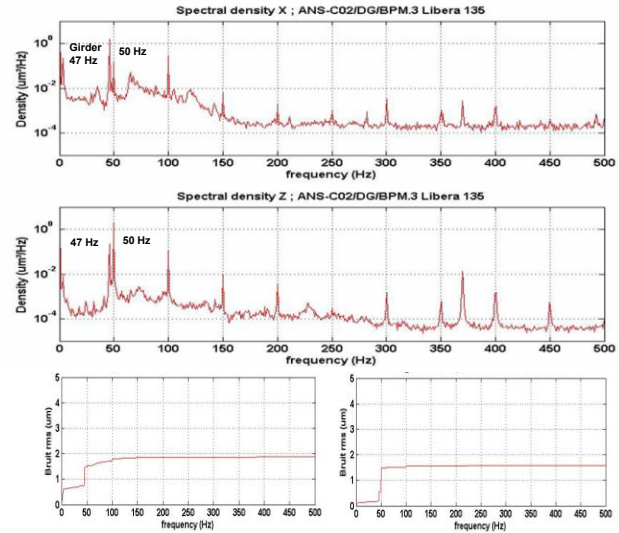 Spectral density X ; ANS-C02/DG/BPM.3 Libera 135
Density (um²/Hz)
10^0
10^-2
10^-4
Girder
47 Hz
50 Hz
0 50 100 150 200 250 300 350 400 450 500
frequency (Hz)
Spectral density Z ; ANS-C02/DG/BPM.3 Libera 135
Density (um²/Hz)
10^0
10^-2
10^-4
47 Hz
50 Hz
0 50 100 150 200 250 300 350 400 450 500
frequency (Hz)
Bruit rms (um)
5
4
3
2
1
0
0 50 100 150 200 250 300 350 400 450 500
frequency (Hz)
Bruit rms (um)
5
4
3
2
1
0
0 50 100 150 200 250 300 350 400 450 500
frequency (Hz)